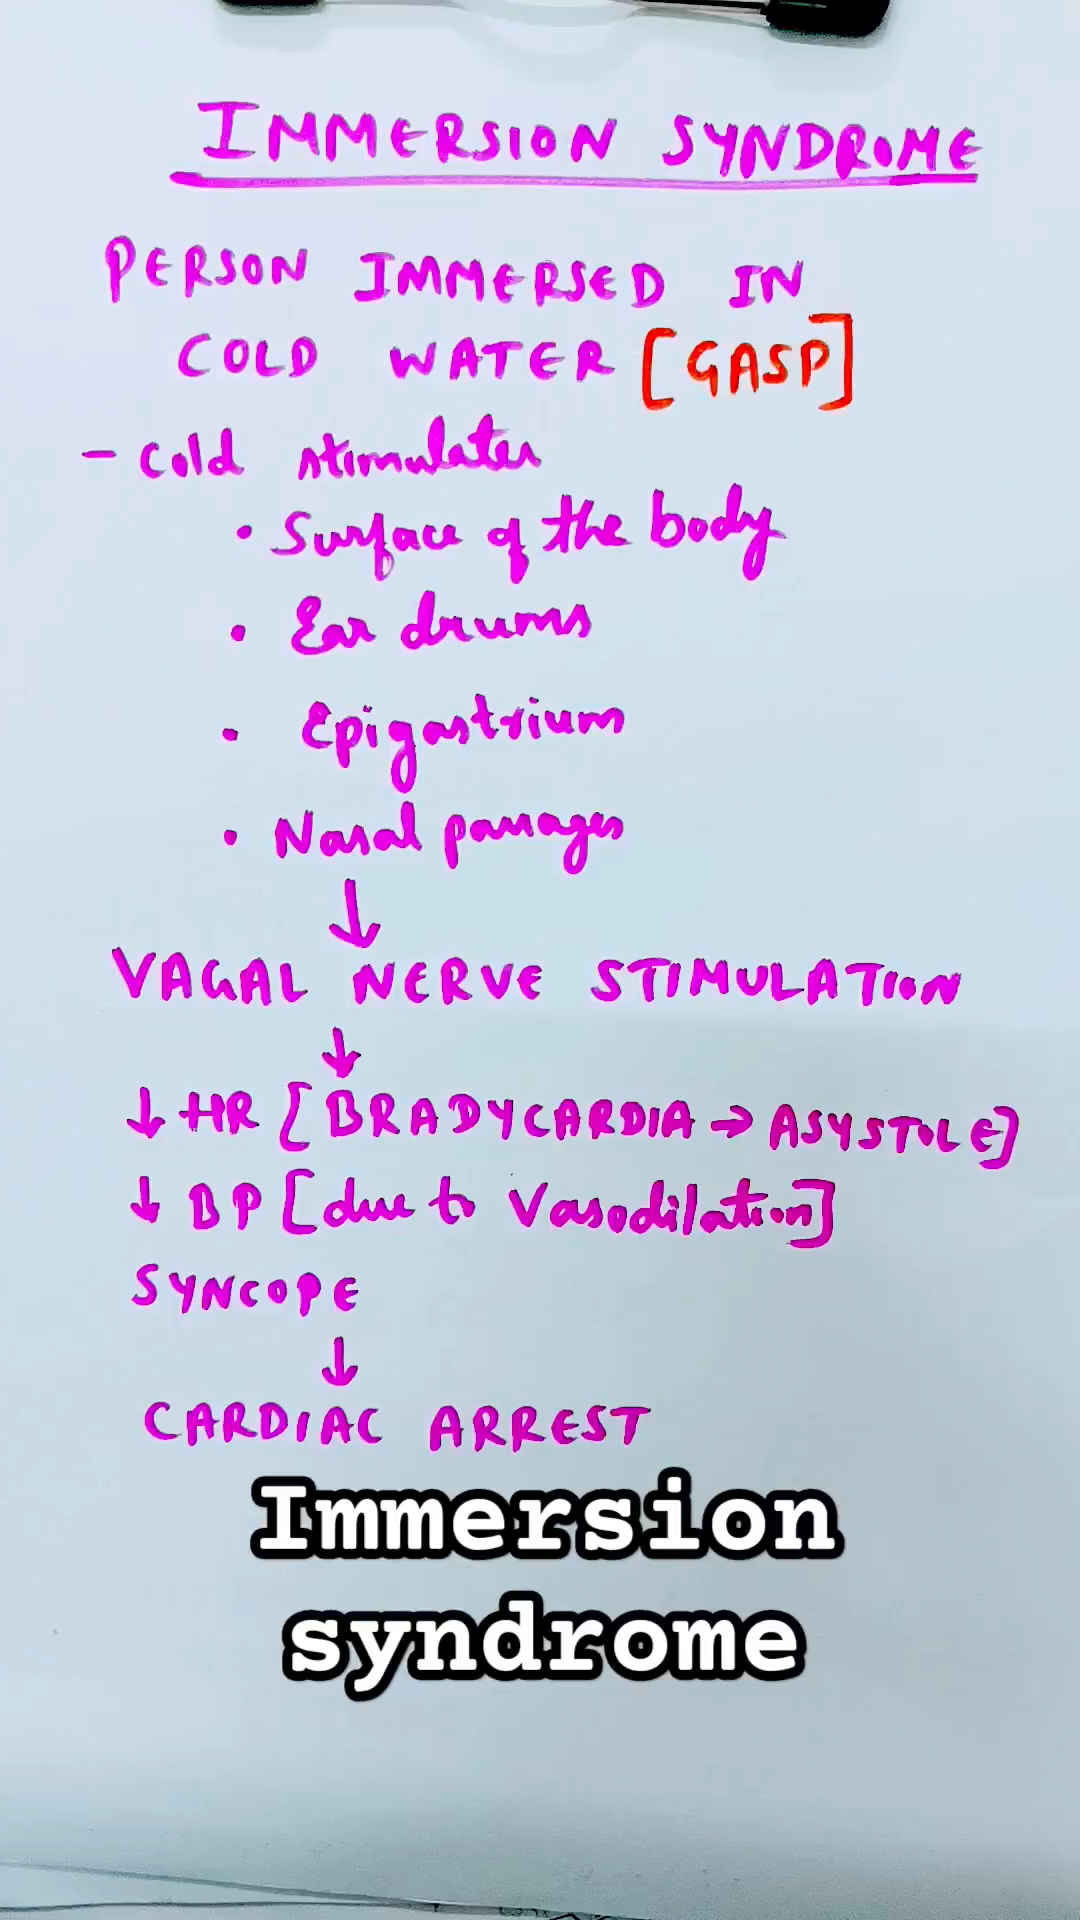 IMMERSION SYNDROME
PERSON IMMERSED IN
COLD WATER [GASP]
- Cold stimulates
• Surface of the body
• Ear drums
• Epigastrium
• Nasal passages
↓
VAGAL NERVE STIMULATION
↓
↓ HR [BRADYCARDIA → ASYSTOLE]
↓ BP [due to Vasodilation]
SYNCOPE
↓
CARDIAC ARREST
Immersion
syndrome